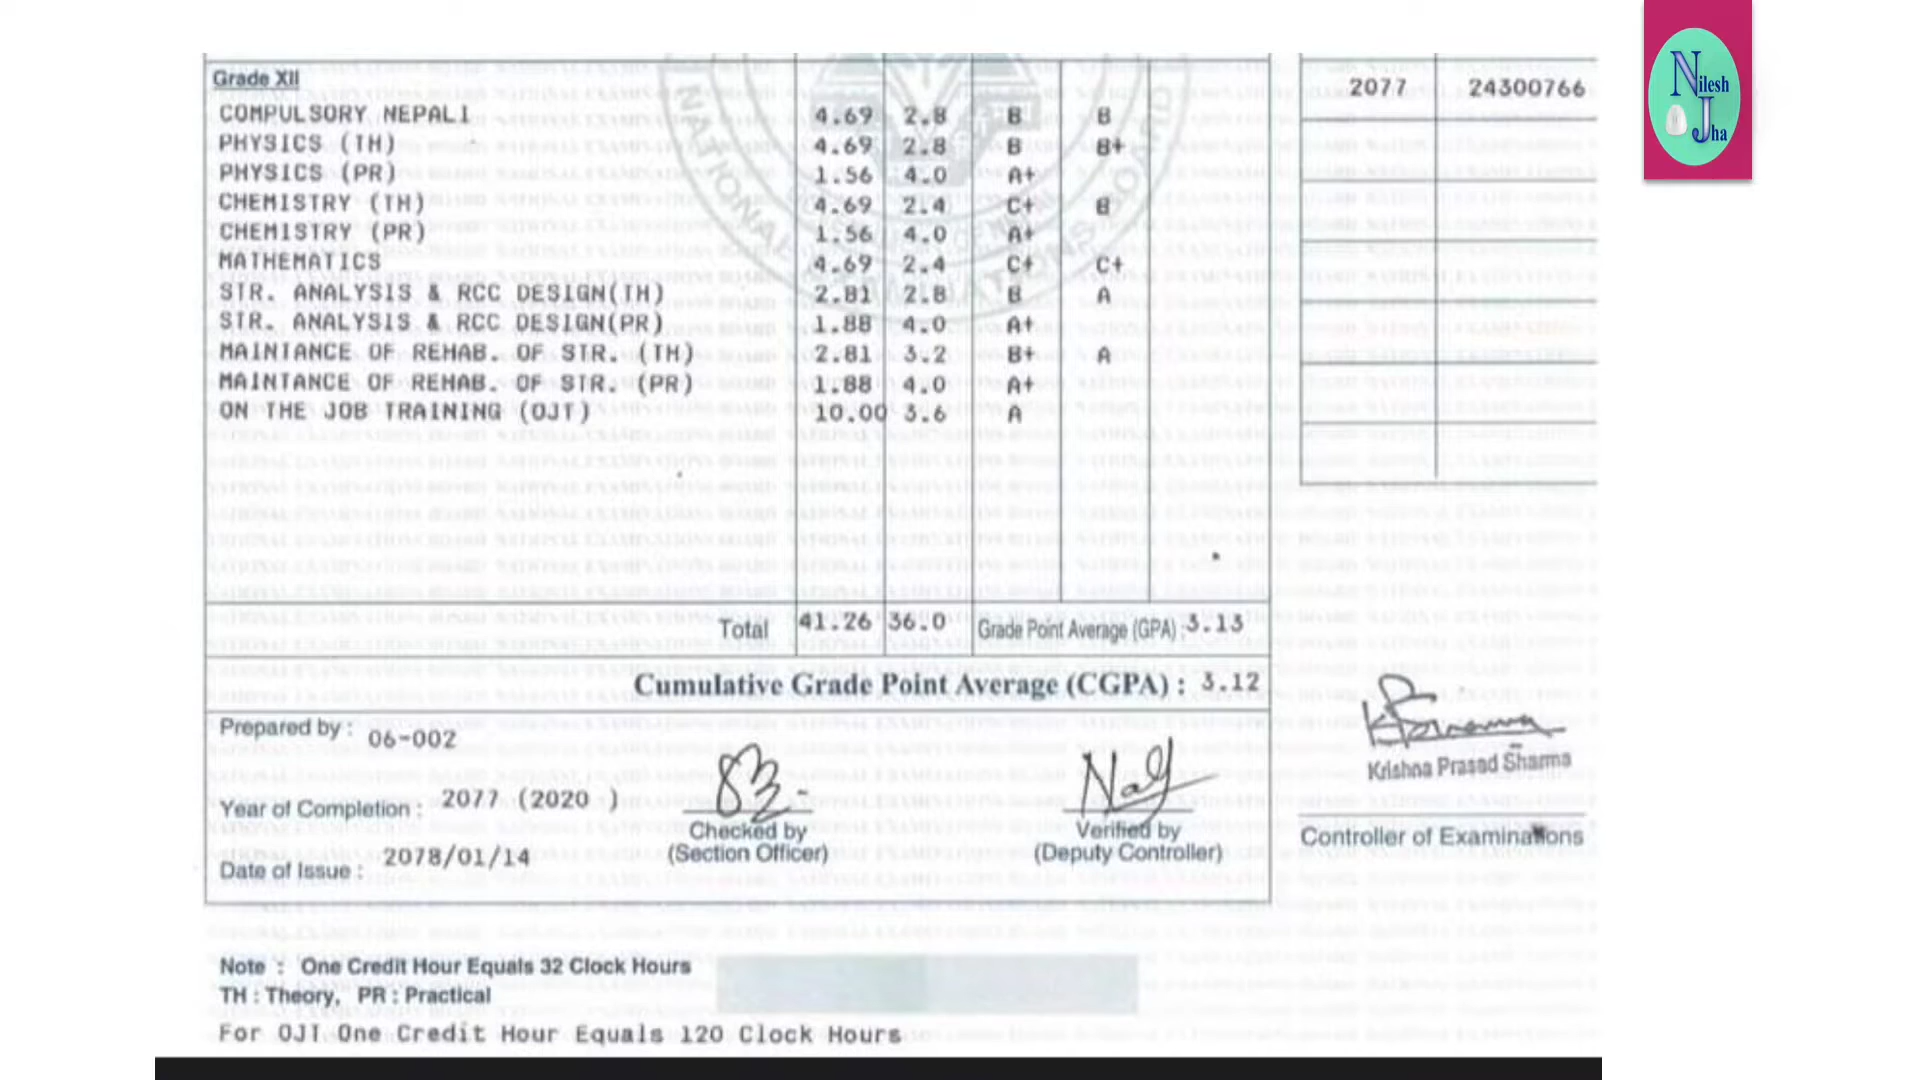 Grade XII
COMPULSORY NEPALI 4.69 2.8 B B
PHYSICS (TH) 4.69 2.8 B B+
PHYSICS (PR) 1.56 4.0 A+
CHEMISTRY (TH) 4.69 2.4 C+ B
CHEMISTRY (PR) 1.56 4.0 A+
MATHEMATICS 4.69 2.4 C+ C+
STR. ANALYSIS & RCC DESIGN(TH) 2.81 2.8 B A
STR. ANALYSIS & RCC DESIGN(PR) 1.88 4.0 A+
MAINTANCE OF REHAB. OF STR. (TH) 2.81 3.2 B+ A
MAINTANCE OF REHAB. OF STR. (PR) 1.88 4.0 A+
ON THE JOB TRAINING (OJT) 10.00 3.6 A
Total 41.26 36.0 Grade Point Average (GPA) : 3.13
Cumulative Grade Point Average (CGPA) : 3.12
Prepared by : 06-002
Year of Completion : 2077 (2020 )
Date of Issue : 2078/01/14
Checked by
(Section Officer)
Verified by
(Deputy Controller)
2077 24300766
Krishna Prasad Sharma
Controller of Examinations
Note : One Credit Hour Equals 32 Clock Hours
TH : Theory, PR : Practical
For OJT One Credit Hour Equals 120 Clock Hours
NATIONAL EXAMINATIONS BOARD
Nilesh
Jha